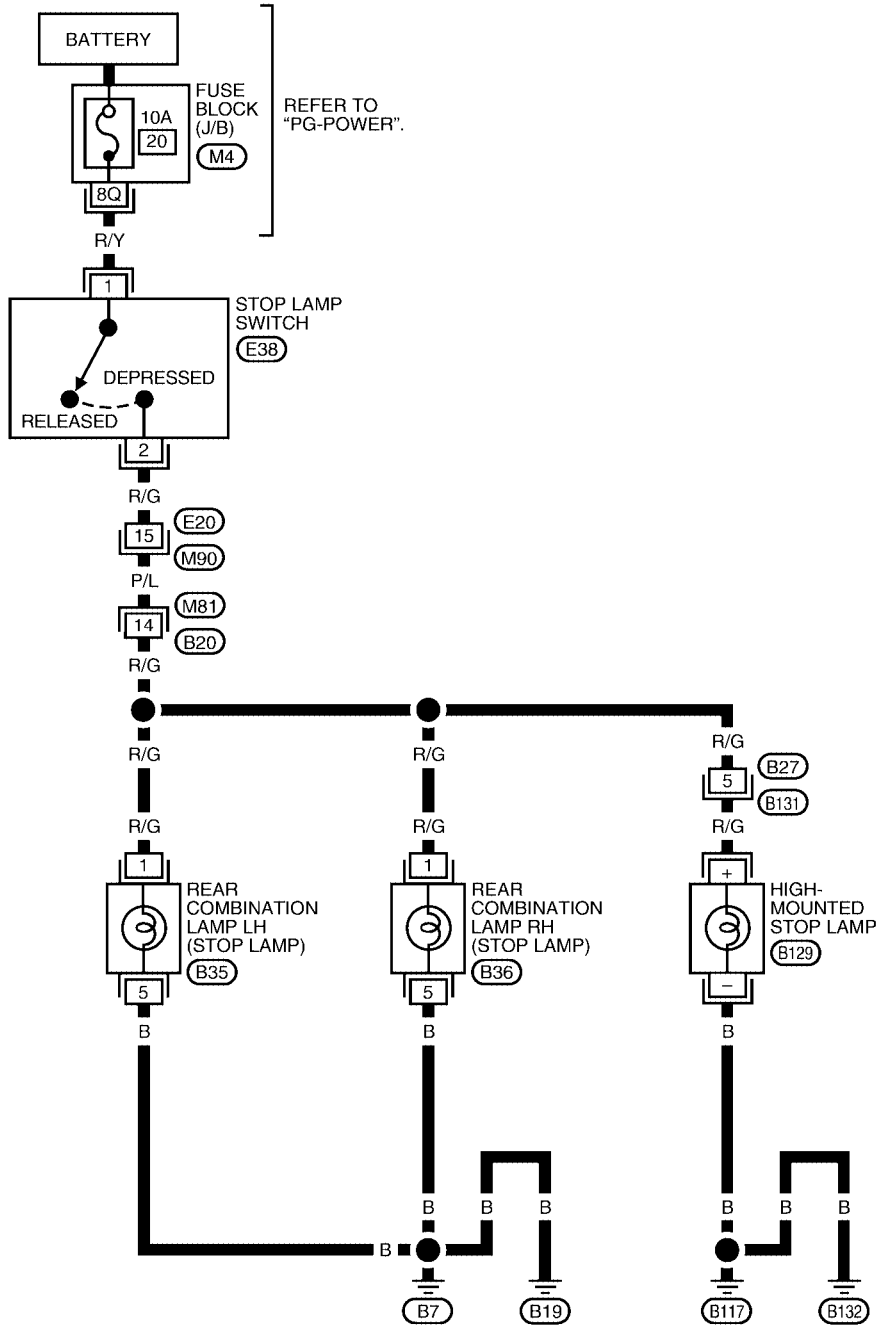 BATTERY
FUSE
BLOCK
(J/B)
M4
10A
20
REFER TO
"PG-POWER".
8Q
R/Y
1
STOP LAMP
SWITCH
E38
DEPRESSED
RELEASED
2
R/G
15
E20
M90
P/L
14
M81
B20
R/G
R/G
R/G
R/G
5
B27
B131
R/G
R/G
R/G
1
REAR
COMBINATION
LAMP LH
(STOP LAMP)
B35
5
1
REAR
COMBINATION
LAMP RH
(STOP LAMP)
B36
5
+
HIGH-
MOUNTED
STOP LAMP
B129
–
B
B
B
B
B
B
B
B
B
B
B7
B19
B117
B132